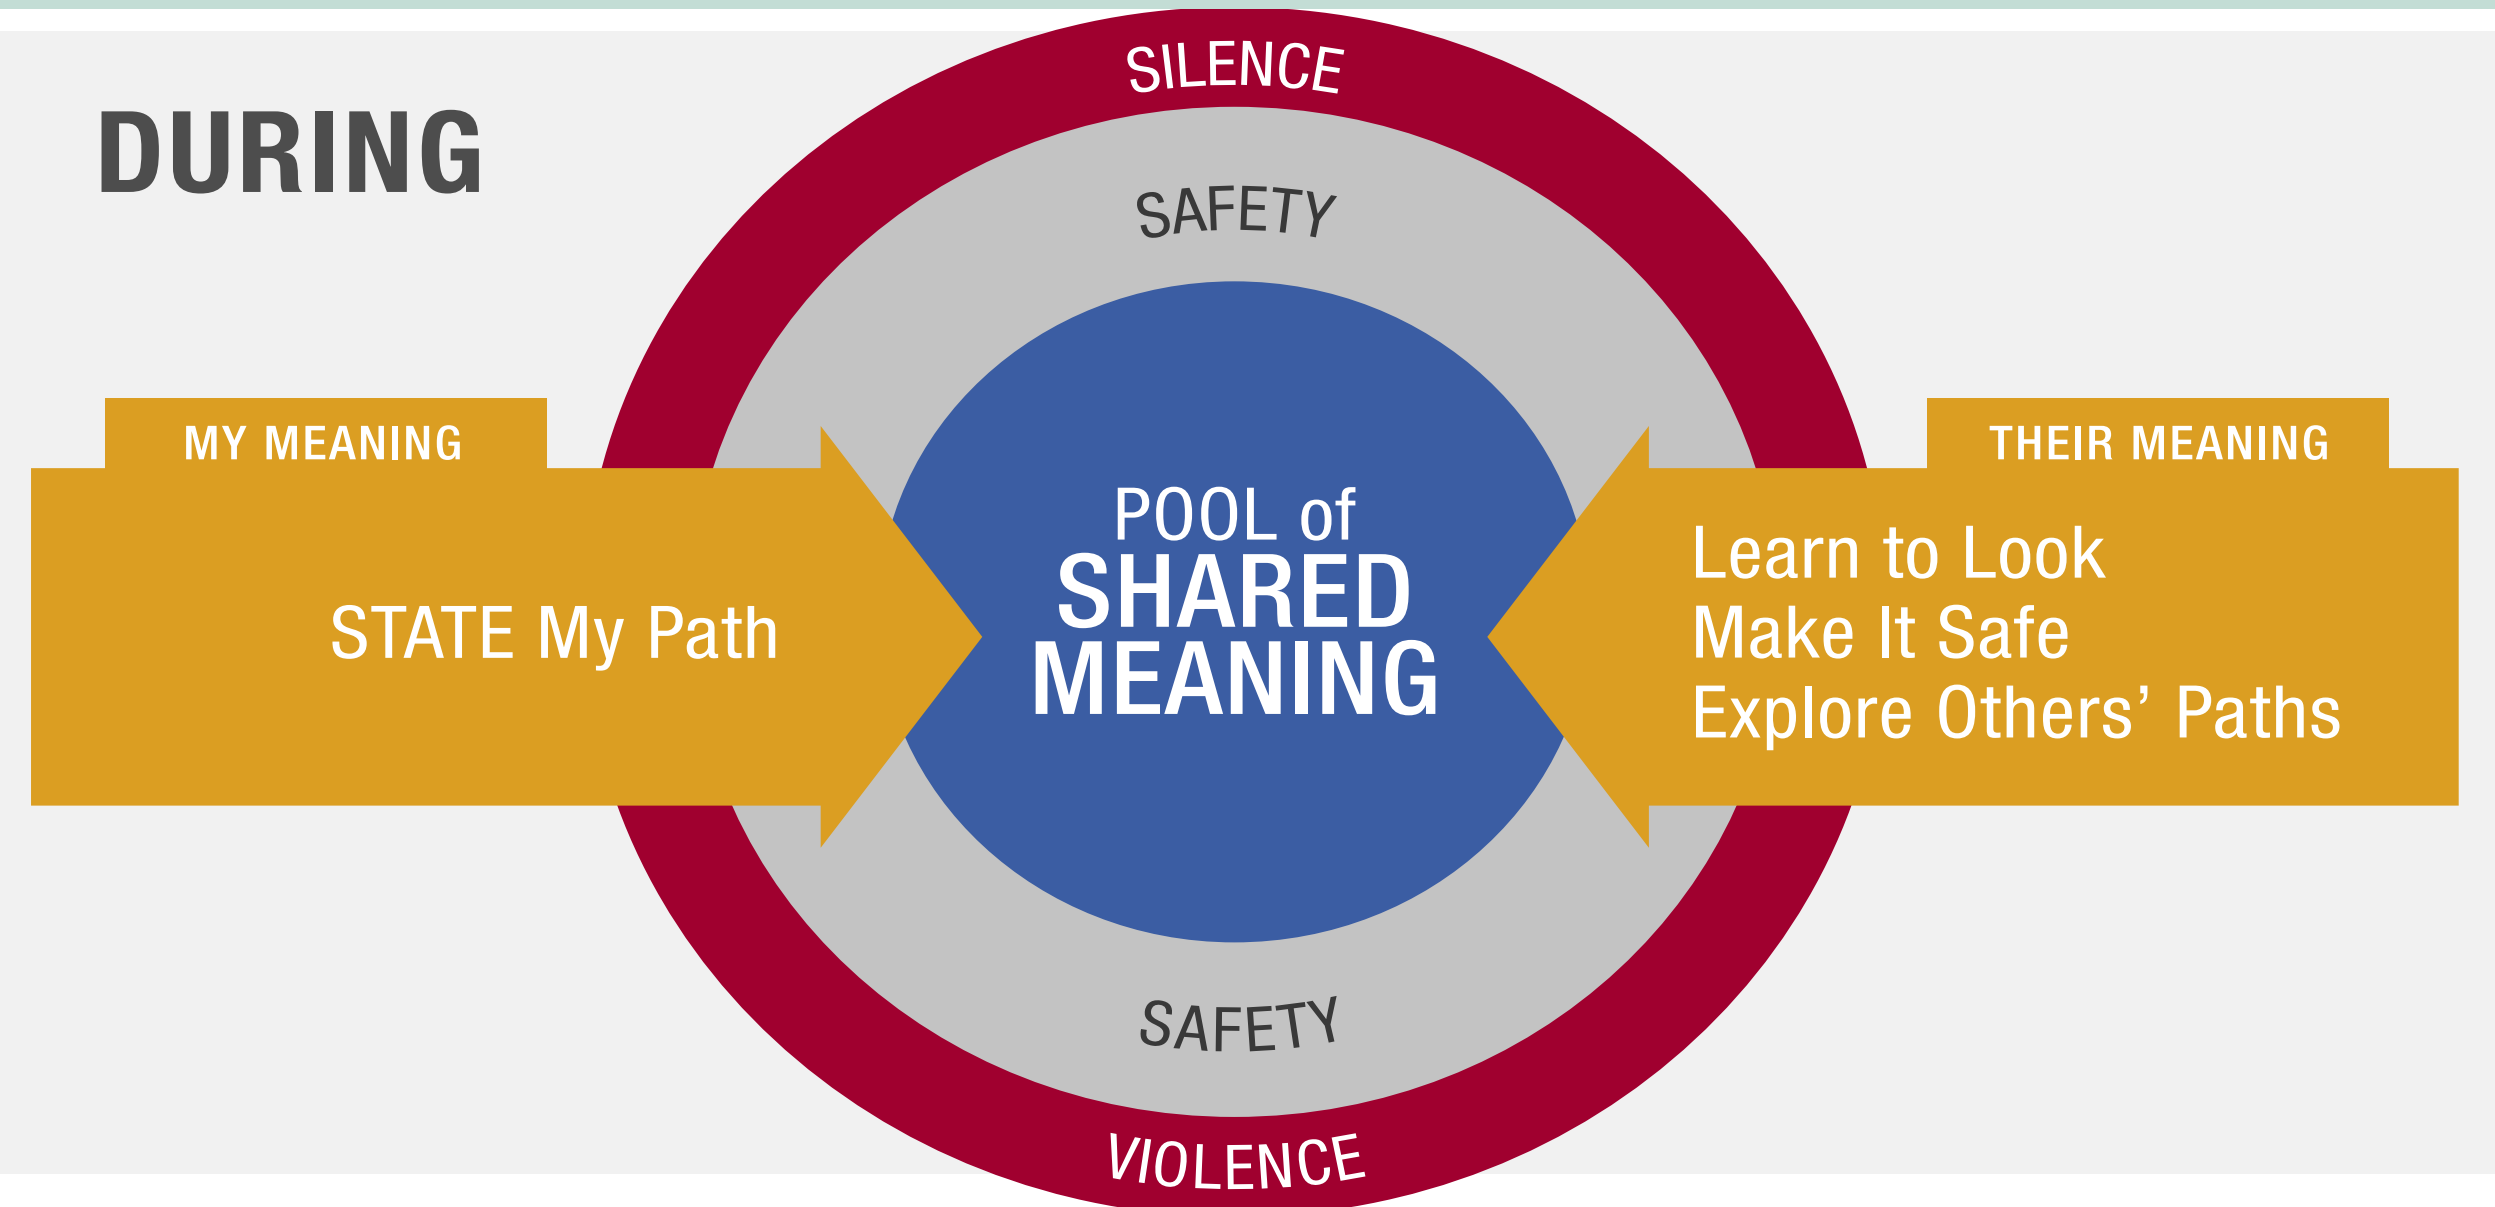 SILENCE
DURING
SAFETY
MY MEANING
THEIR MEANING
POOL of
SHARED
MEANING
STATE My Path
Learn to Look
Make It Safe
Explore Others’ Paths
SAFETY
VIOLENCE